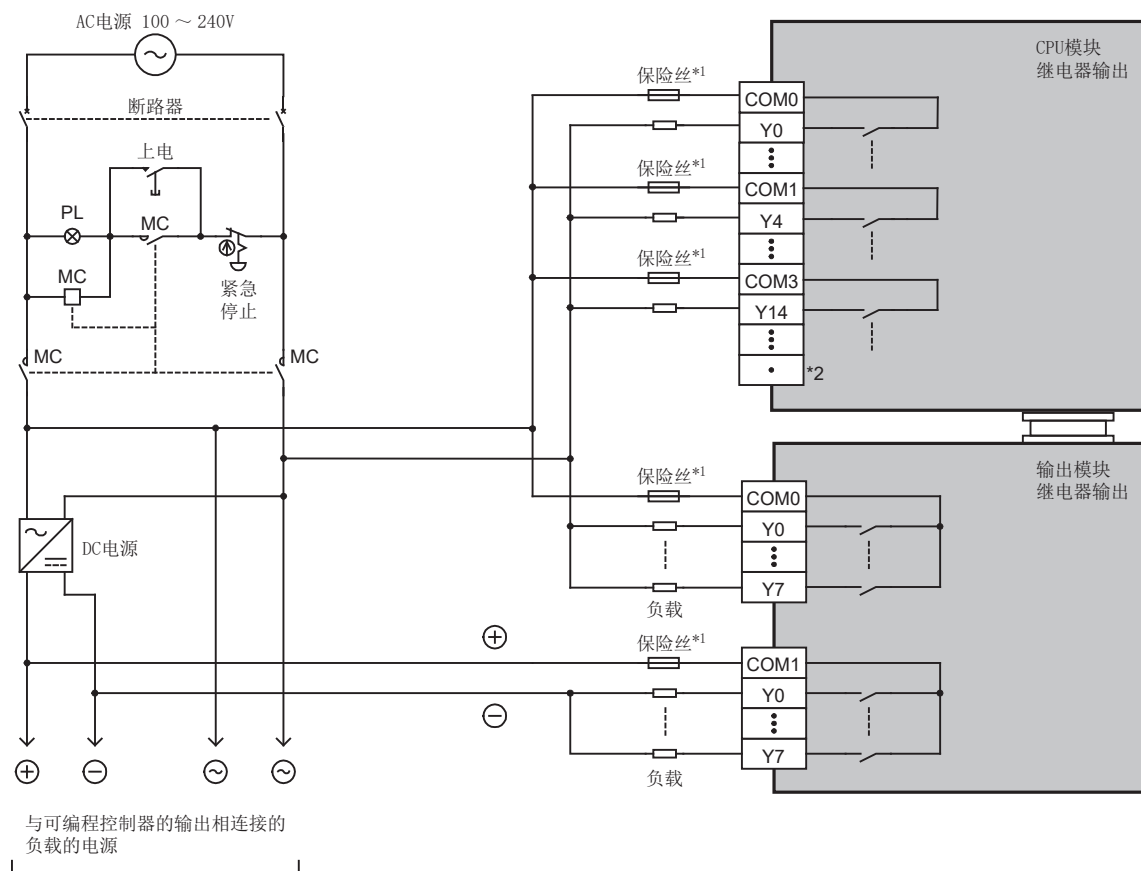 AC电源 100 ～ 240V
断路器
上电
PL
MC
MC
紧急
停止
MC
MC
DC电源
⊕
⊖
与可编程控制器的输出相连接的
负载的电源
CPU模块
继电器输出
保险丝*1
COM0
Y0
保险丝*1
COM1
Y4
保险丝*1
COM3
Y14
*2
输出模块
继电器输出
保险丝*1
COM0
Y0
Y7
负载
⊕
保险丝*1
COM1
Y0
⊖
Y7
负载